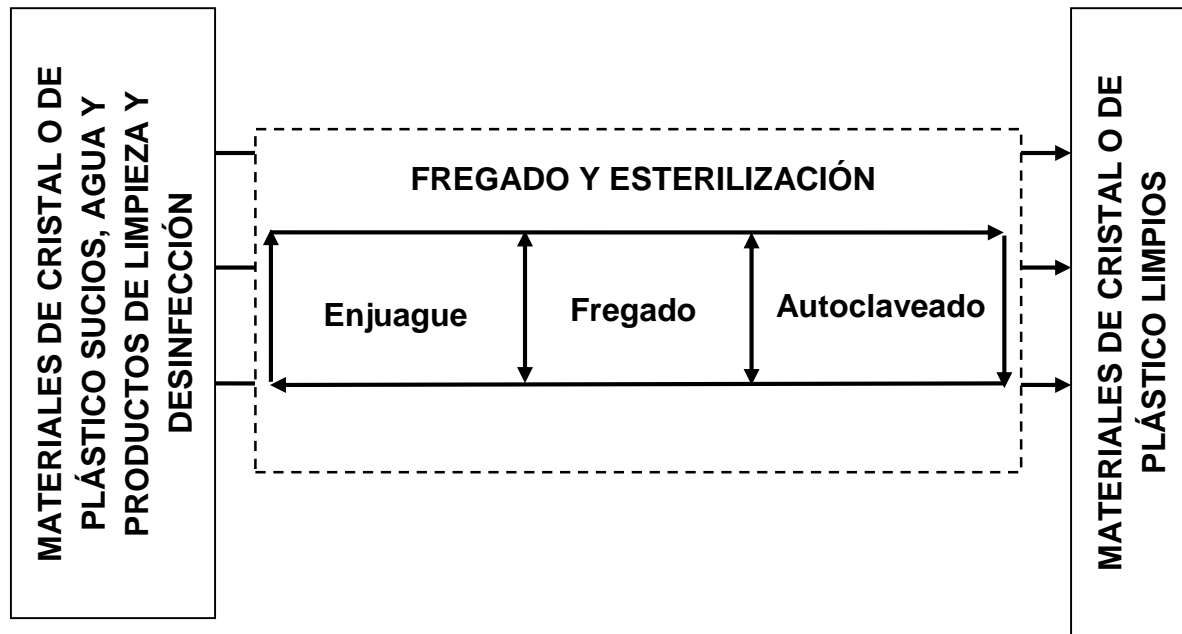 MATERIALES DE CRISTAL O DE
PLÁSTICO SUCIOS, AGUA Y
PRODUCTOS DE LIMPIEZA Y
DESINFECCIÓN
FREGADO Y ESTERILIZACIÓN
Enjuague
Fregado
Autoclaveado
MATERIALES DE CRISTAL O DE
PLÁSTICO LIMPIOS